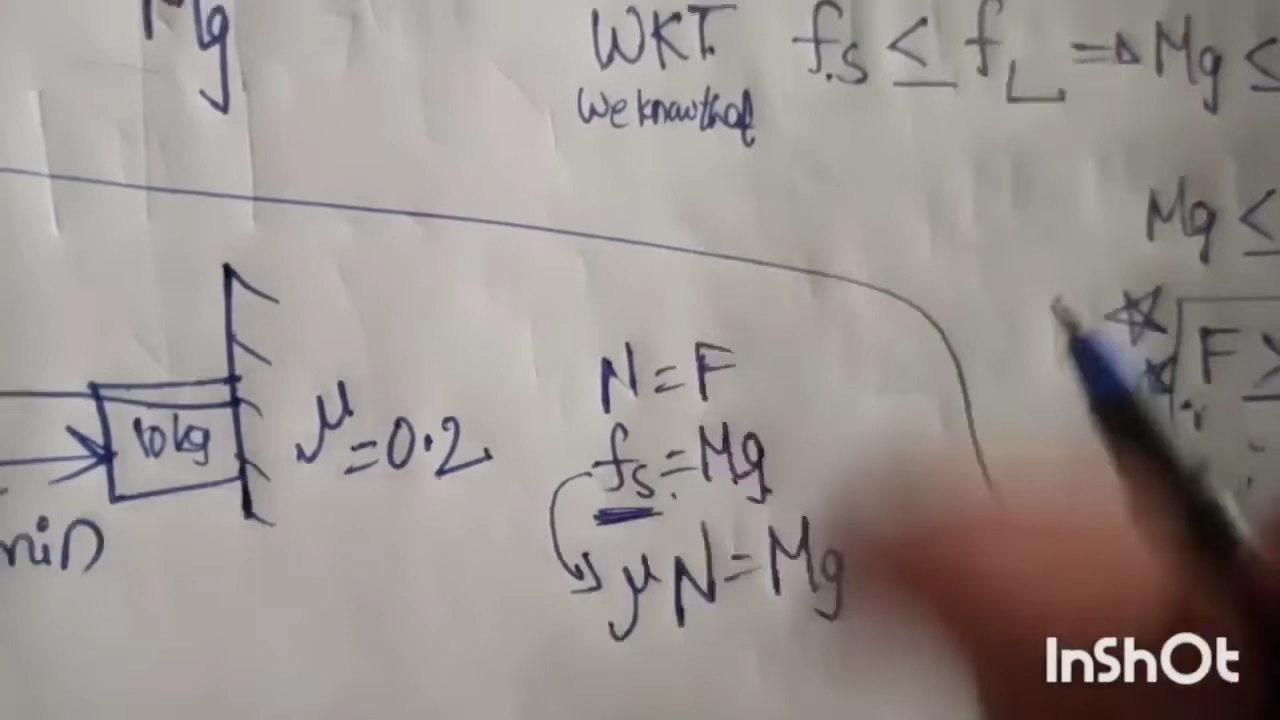 Mg
WKT. fs ≤ fL ⇒ Mg ≤
We know that
Mg ≤
F ≥
10kg
μ = 0.2
min
N = F
fs = Mg
μN = Mg
InShOt